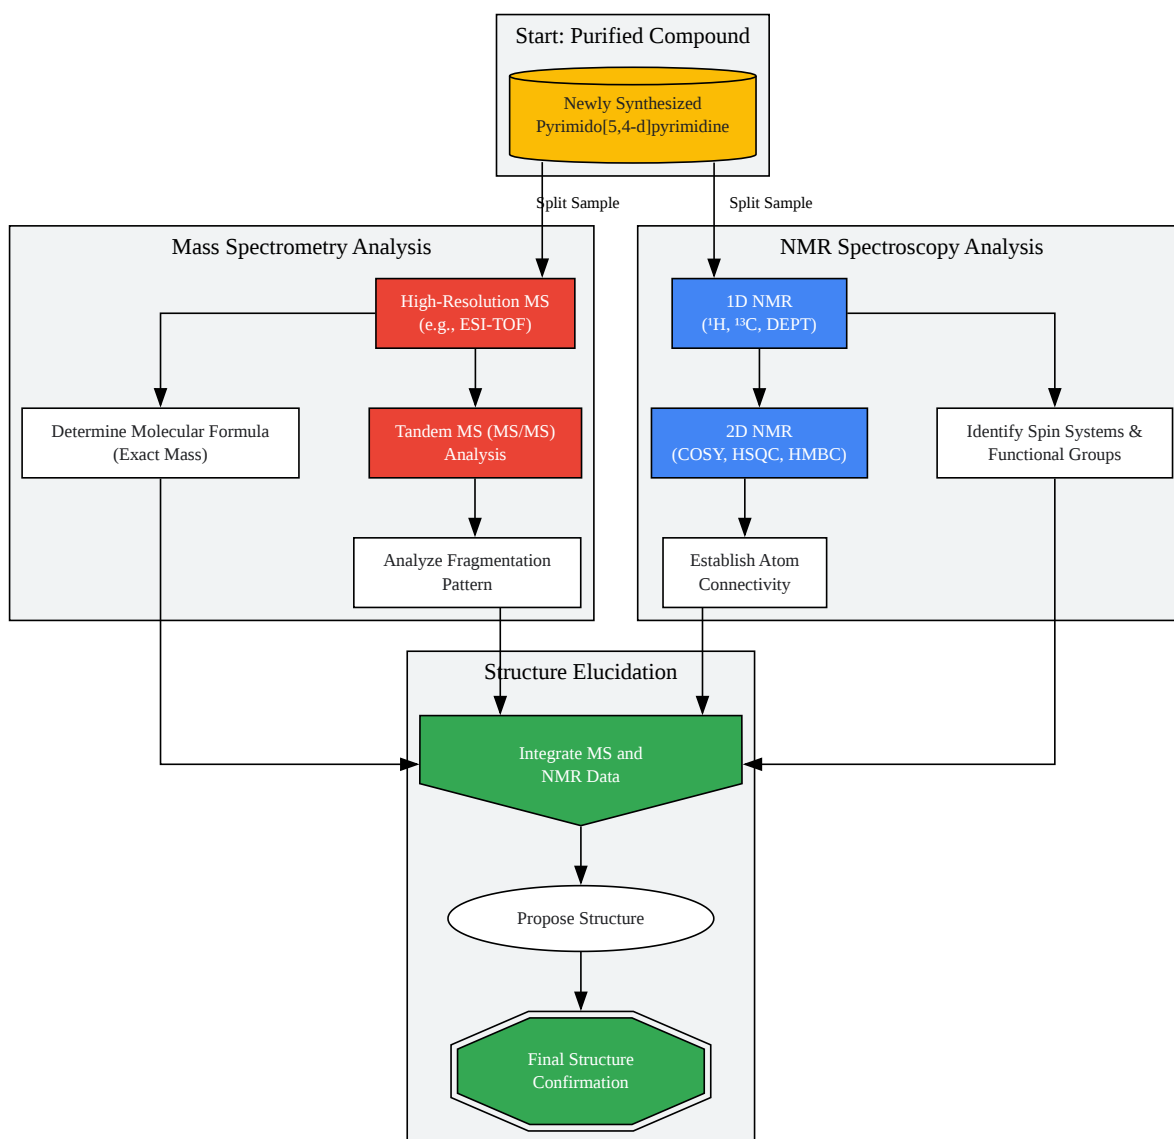 Start: Purified Compound
Newly Synthesized
Pyrimido[5,4-d]pyrimidine
Split Sample
Split Sample
Mass Spectrometry Analysis
High-Resolution MS
(e.g., ESI-TOF)
Determine Molecular Formula
(Exact Mass)
Tandem MS (MS/MS)
Analysis
Analyze Fragmentation
Pattern
NMR Spectroscopy Analysis
1D NMR
(¹H, ¹³C, DEPT)
2D NMR
(COSY, HSQC, HMBC)
Identify Spin Systems &
Functional Groups
Establish Atom
Connectivity
Structure Elucidation
Integrate MS and
NMR Data
Propose Structure
Final Structure
Confirmation